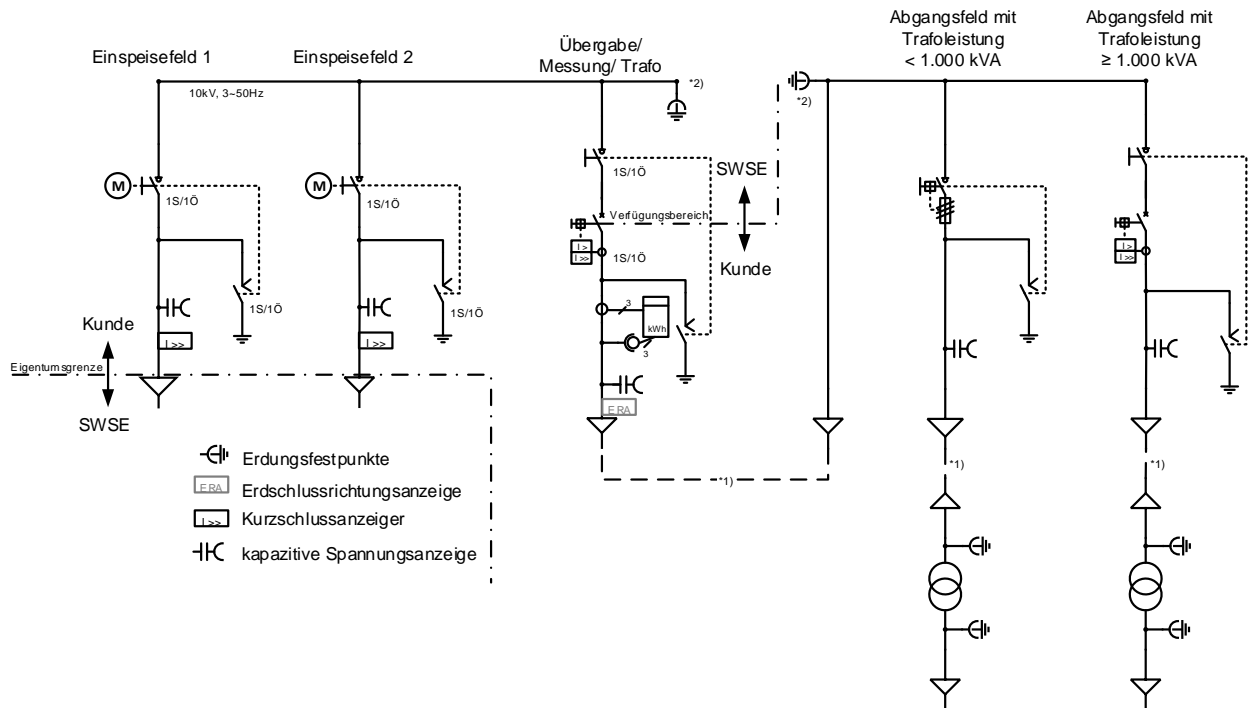 Abgangsfeld mit
Trafoleistung
< 1.000 kVA
Abgangsfeld mit
Trafoleistung
≥ 1.000 kVA
Einspeisefeld 1
Einspeisefeld 2
Übergabe/
Messung/ Trafo
10kV, 3~50Hz
*2)
*2)
M
1S/1Ö
M
1S/1Ö
1S/1Ö
SWSE
Verfügungsbereich
Kunde
I >
I >>
1S/1Ö
I >
I >>
1S/1Ö
1S/1Ö
3
kWh
3
Kunde
I >>
I >>
Eigentumsgrenze
SWSE
ERA
Erdungsfestpunkte
ERA
Erdschlussrichtungsanzeige
I >>
Kurzschlussanzeiger
kapazitive Spannungsanzeige
*1)
*1)
*1)